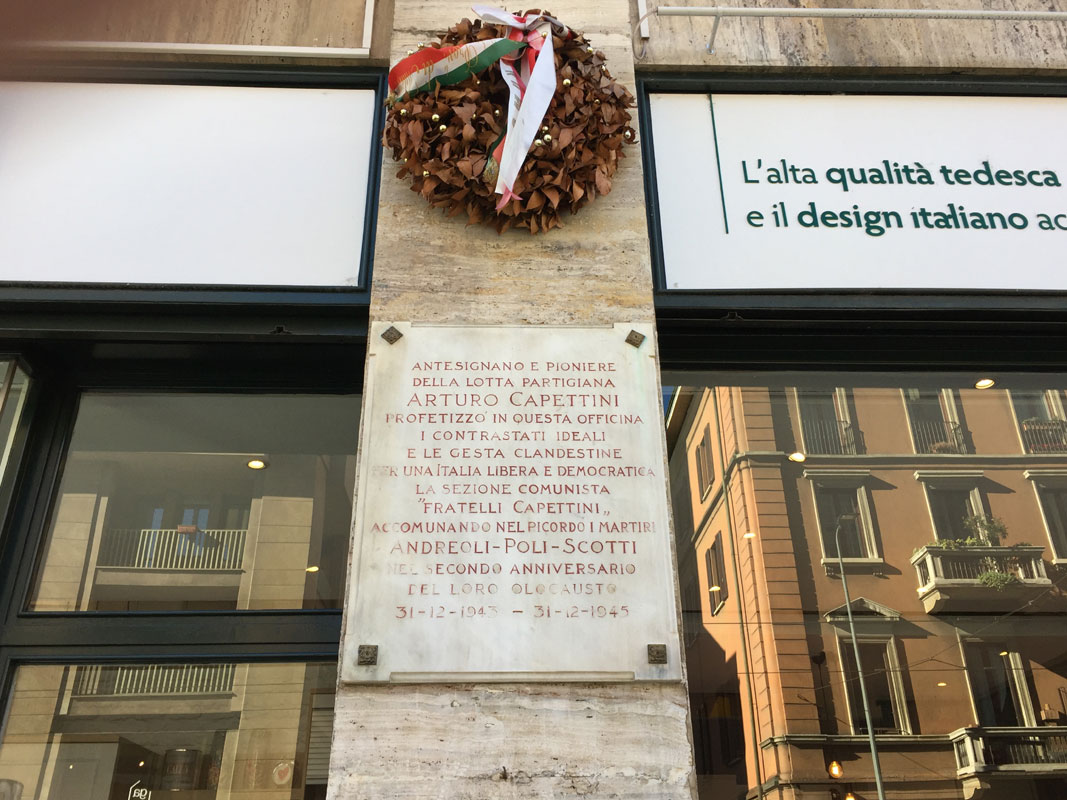 L'alta qualità tedesca
e il design italiano ac
ANTESIGNANO E PIONIERE
DELLA LOTTA PARTIGIANA
ARTURO CAPETTINI
PROFETIZZO' IN QUESTA OFFICINA
I CONTRASTATI IDEALI
E LE GESTA CLANDESTINE
PER UNA ITALIA LIBERA E DEMOCRATICA
LA SEZIONE COMUNISTA
"FRATELLI CAPETTINI„
ACCOMUNANDO NEL RICORDO I MARTIRI
ANDREOLI-POLI-SCOTTI
NEL SECONDO ANNIVERSARIO
DEL LORO OLOCAUSTO
31-12-1943 — 31-12-1945